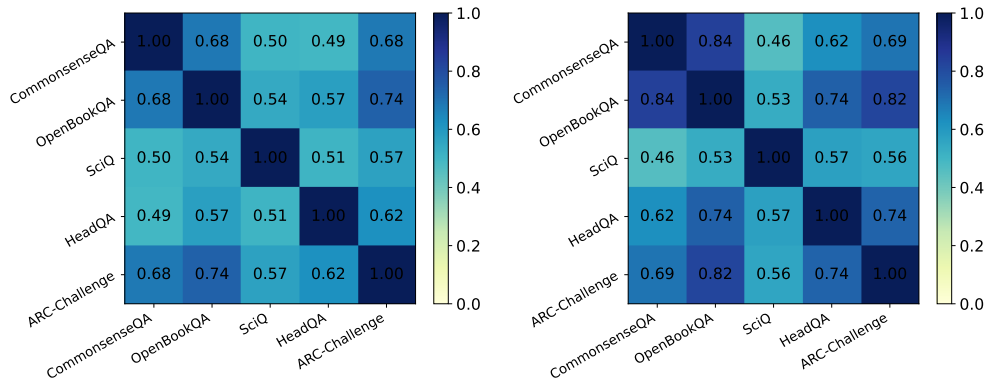 CommonsenseQA 1.00 0.68 0.50 0.49 0.68
OpenBookQA 0.68 1.00 0.54 0.57 0.74
SciQ 0.50 0.54 1.00 0.51 0.57
HeadQA 0.49 0.57 0.51 1.00 0.62
ARC-Challenge 0.68 0.74 0.57 0.62 1.00
CommonsenseQA OpenBookQA SciQ HeadQA ARC-Challenge
1.0
0.8
0.6
0.4
0.2
0.0
CommonsenseQA 1.00 0.84 0.46 0.62 0.69
OpenBookQA 0.84 1.00 0.53 0.74 0.82
SciQ 0.46 0.53 1.00 0.57 0.56
HeadQA 0.62 0.74 0.57 1.00 0.74
ARC-Challenge 0.69 0.82 0.56 0.74 1.00
CommonsenseQA OpenBookQA SciQ HeadQA ARC-Challenge
1.0
0.8
0.6
0.4
0.2
0.0